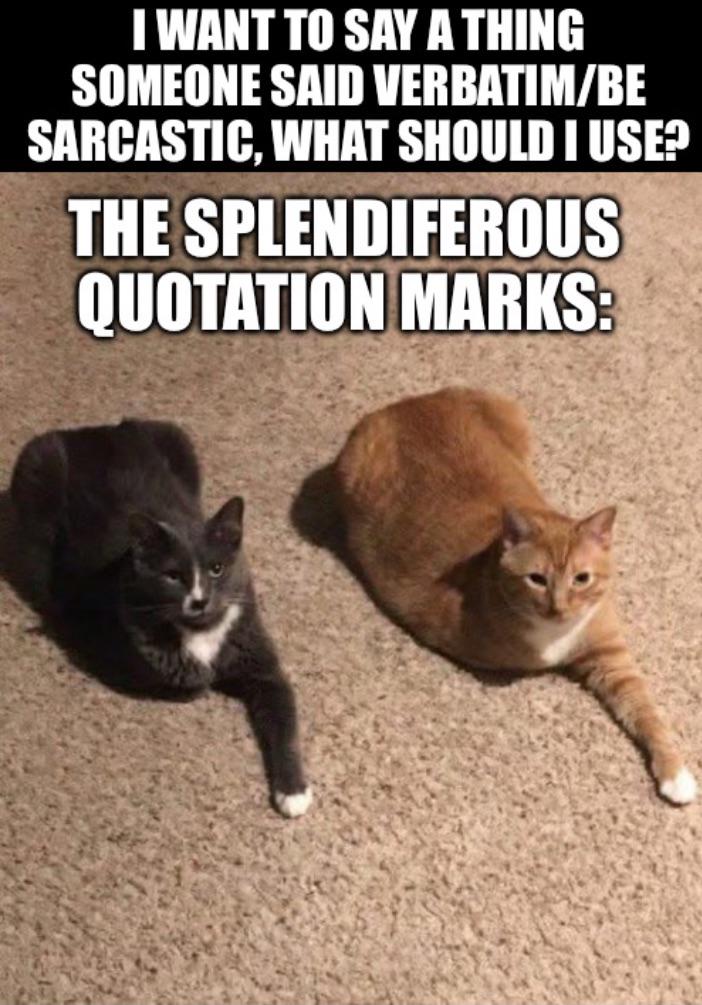 I WANT TO SAY A THING
SOMEONE SAID VERBATIM/BE
SARCASTIC, WHAT SHOULD I USE?
THE SPLENDIFEROUS
QUOTATION MARKS: